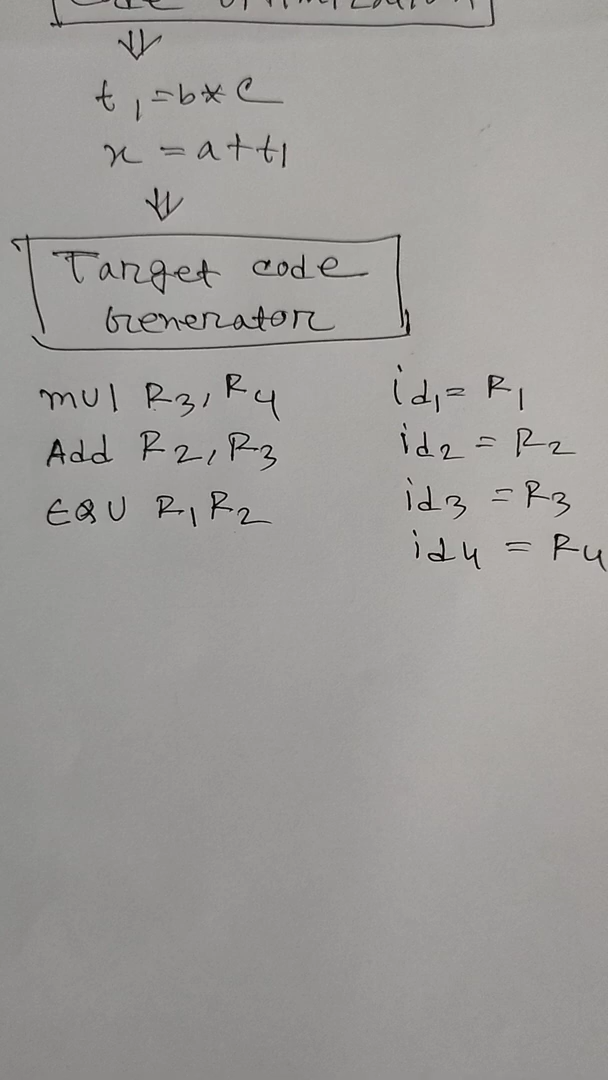 t1=b*c
x = a+t1
Target code
Generator
mul R3, R4
Add R2, R3
EQU R1 R2
id1= R1
id2 = R2
id3 = R3
id4 = R4